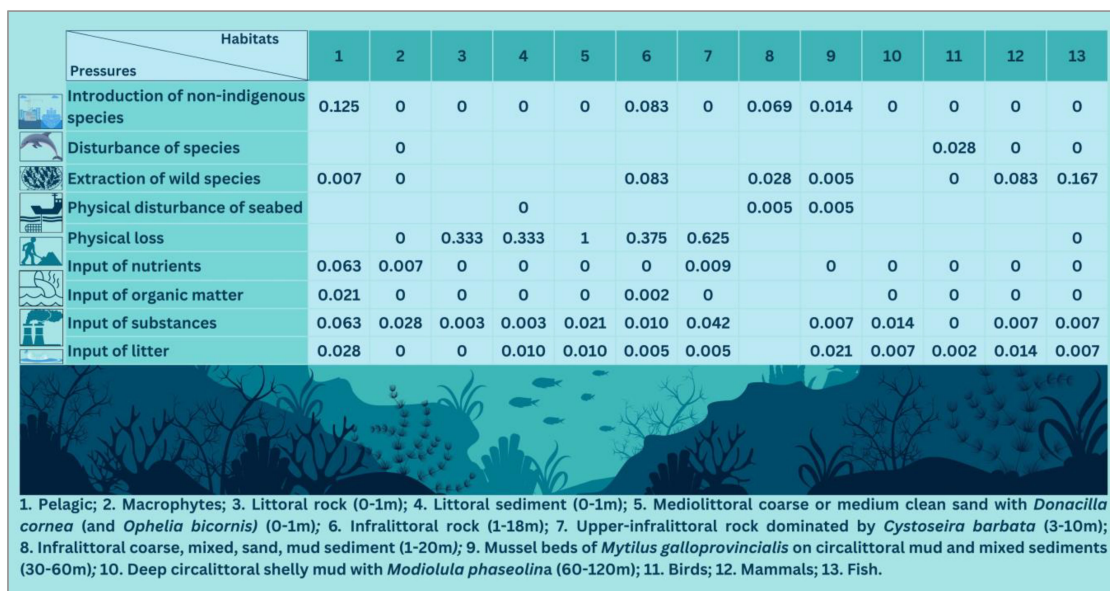 Habitats
Pressures
1 2 3 4 5 6 7 8 9 10 11 12 13
Introduction of non-indigenous
species
0.125 0 0 0 0 0.083 0 0.069 0.014 0 0 0 0
Disturbance of species 0 0.028 0 0
Extraction of wild species 0.007 0 0.083 0.028 0.005 0 0.083 0.167
Physical disturbance of seabed 0 0.005 0.005
Physical loss 0 0.333 0.333 1 0.375 0.625 0
Input of nutrients 0.063 0.007 0 0 0 0 0.009 0 0 0 0 0
Input of organic matter 0.021 0 0 0 0 0.002 0 0 0 0 0
Input of substances 0.063 0.028 0.003 0.003 0.021 0.010 0.042 0.007 0.014 0 0.007 0.007
Input of litter 0.028 0 0 0.010 0.010 0.005 0.005 0.021 0.007 0.002 0.014 0.007
1. Pelagic; 2. Macrophytes; 3. Littoral rock (0-1m); 4. Littoral sediment (0-1m); 5. Mediolittoral coarse or medium clean sand with Donacilla
cornea (and Ophelia bicornis) (0-1m); 6. Infralittoral rock (1-18m); 7. Upper-infralittoral rock dominated by Cystoseira barbata (3-10m);
8. Infralittoral coarse, mixed, sand, mud sediment (1-20m); 9. Mussel beds of Mytilus galloprovincialis on circalittoral mud and mixed sediments
(30-60m); 10. Deep circalittoral shelly mud with Modiolula phaseolina (60-120m); 11. Birds; 12. Mammals; 13. Fish.